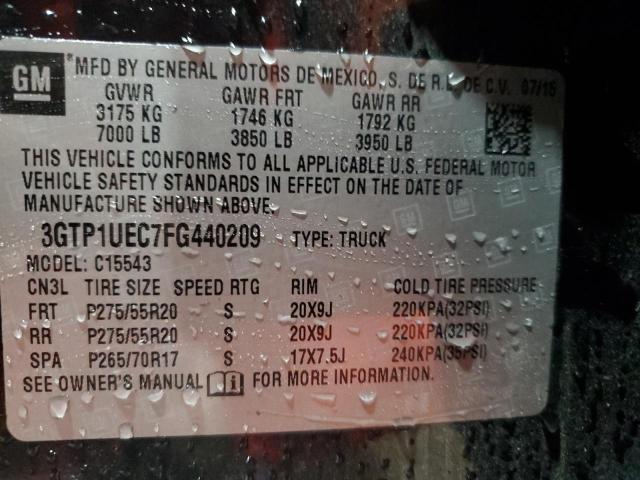 GM
*MFD BY GENERAL MOTORS DE MEXICO, S. DE R.L. DE C.V. 07/15
GVWR GAWR FRT GAWR RR
3175 KG 1746 KG 1792 KG
7000 LB 3850 LB 3950 LB
THIS VEHICLE CONFORMS TO ALL APPLICABLE U.S. FEDERAL MOTOR
VEHICLE SAFETY STANDARDS IN EFFECT ON THE DATE OF
MANUFACTURE SHOWN ABOVE.
3GTP1UEC7FG440209 TYPE: TRUCK
MODEL: C15543
CN3L TIRE SIZE SPEED RTG RIM COLD TIRE PRESSURE
FRT P275/55R20 S 20X9J 220KPA(32PSI)
RR P275/55R20 S 20X9J 220KPA(32PSI)
SPA P265/70R17 S 17X7.5J 240KPA(35PSI)
SEE OWNER'S MANUAL FOR MORE INFORMATION.